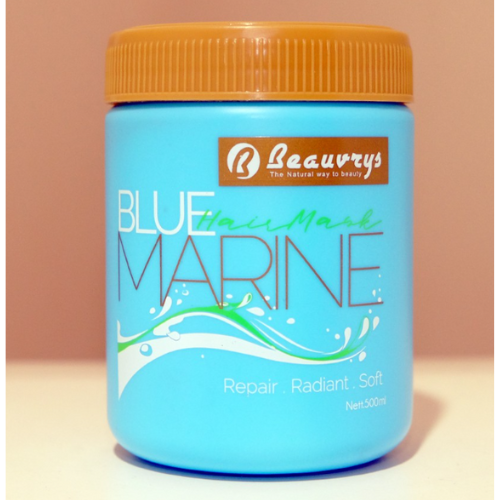 B Beauvrys
The Natural way to beauty
BLUE
Hair Mask
MARINE
Repair . Radiant . Soft
Nett:500ml